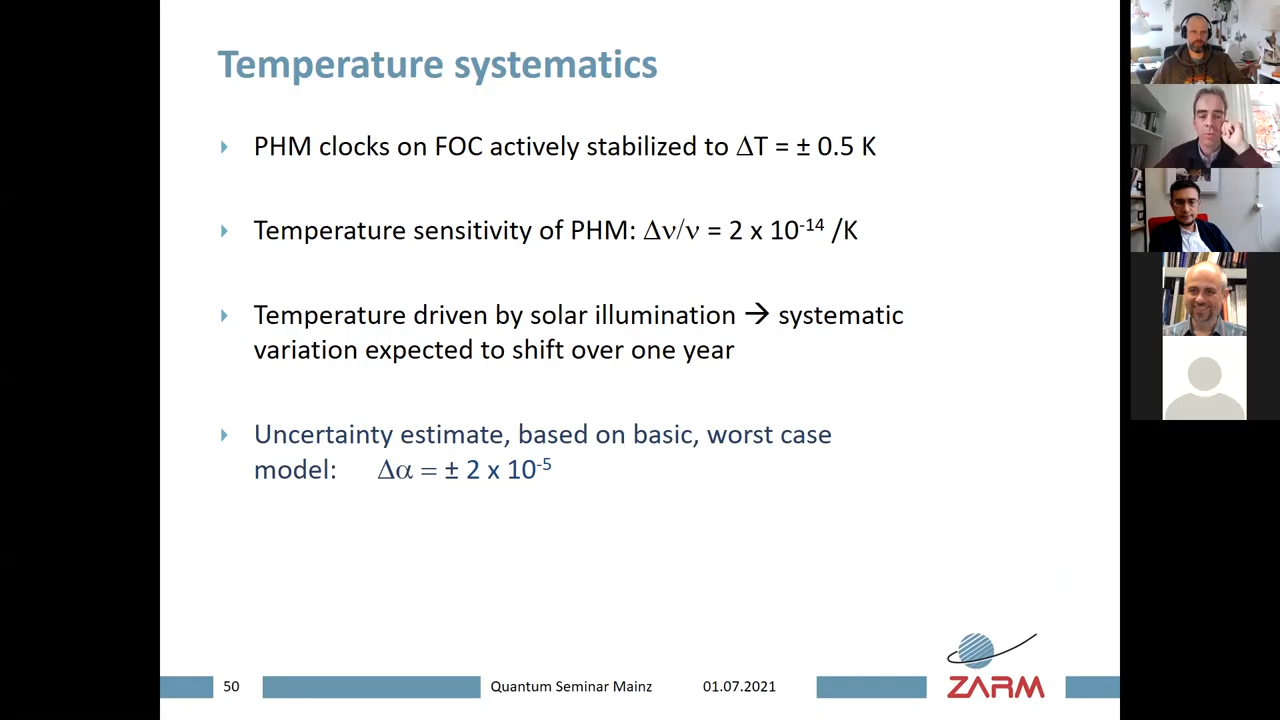 Temperature systematics
PHM clocks on FOC actively stabilized to ΔT = ± 0.5 K
Temperature sensitivity of PHM: Δν/ν = 2 x 10⁻¹⁴ /K
Temperature driven by solar illumination → systematic
variation expected to shift over one year
Uncertainty estimate, based on basic, worst case
model: Δα = ± 2 x 10⁻⁵
50
Quantum Seminar Mainz
01.07.2021
ZARM